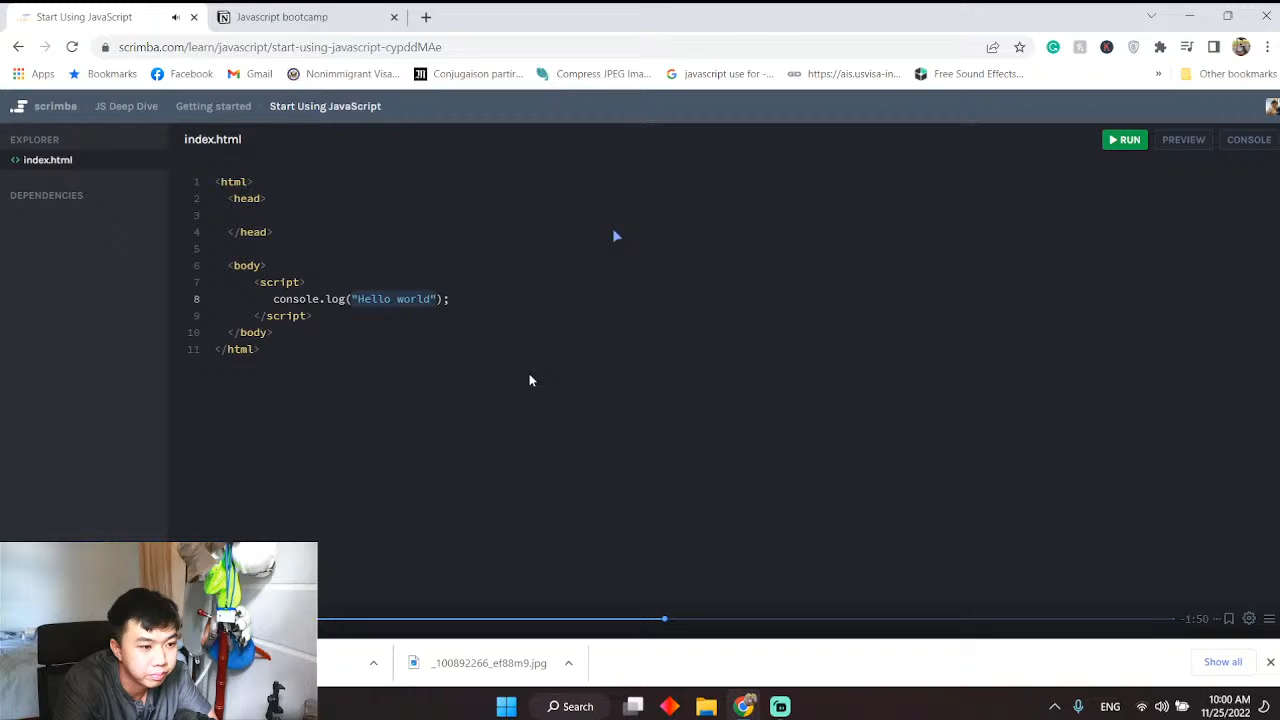 Start Using JavaScript
Javascript bootcamp
scrimba.com/learn/javascript/start-using-javascript-cypddMAe
Apps Bookmarks Facebook Gmail Nonimmigrant Visa... Conjugaison partir... Compress JPEG Ima... javascript use for -... https://ais.usvisa-in... Free Sound Effects... » Other bookmarks
scrimba JS Deep Dive Getting started Start Using JavaScript
EXPLORER
index.html
DEPENDENCIES
index.html
RUN PREVIEW CONSOLE
1 <html>
2 <head>
3
4 </head>
5
6 <body>
7 <script>
8 console.log("Hello world");
9 </script>
10 </body>
11 </html>
-1:50
_100892266_ef88m9.jpg
Show all
Search
ENG
10:00 AM
11/25/2022